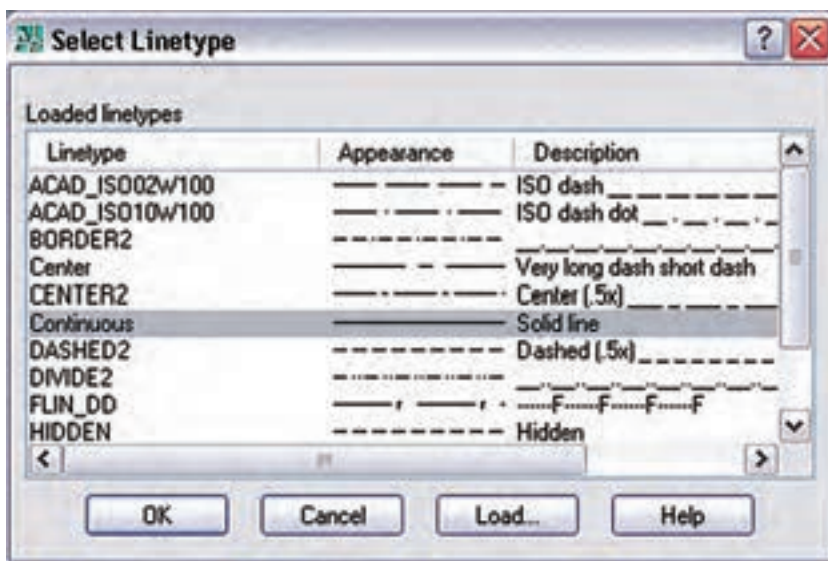 Select Linetype
Loaded linetypes
Linetype Appearance Description
ACAD_ISO02W100 ISO dash
ACAD_ISO10W100 ISO dash dot
BORDER2
Center Very long dash short dash
CENTER2 Center (.5x)
Continuous Solid line
DASHED2 Dashed (.5x)
DIVIDE2
FLIN_DD ......F......F......F......F
HIDDEN Hidden
OK Cancel Load... Help